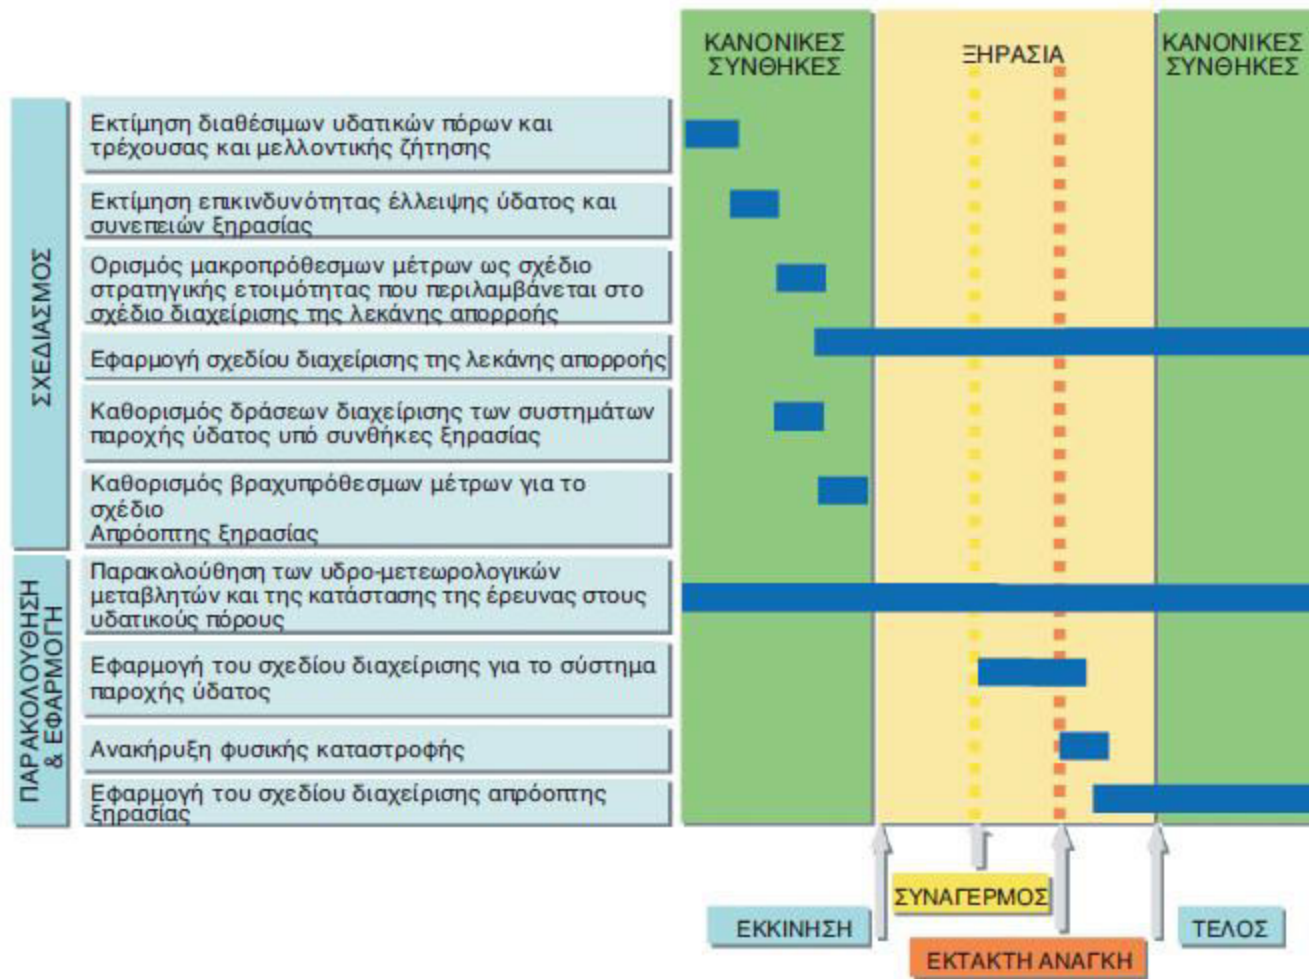 ΚΑΝΟΝΙΚΕΣ
ΣΥΝΘΗΚΕΣ
ΞΗΡΑΣΙΑ
ΚΑΝΟΝΙΚΕΣ
ΣΥΝΘΗΚΕΣ
ΣΧΕΔΙΑΣΜΟΣ
Εκτίμηση διαθέσιμων υδατικών πόρων και
τρέχουσας και μελλοντικής ζήτησης
Εκτίμηση επικινδυνότητας έλλειψης ύδατος και
συνεπειών ξηρασίας
Ορισμός μακροπρόθεσμων μέτρων ως σχέδιο
στρατηγικής ετοιμότητας που περιλαμβάνεται στο
σχέδιο διαχείρισης της λεκάνης απορροής
Εφαρμογή σχεδίου διαχείρισης της λεκάνης απορροής
Καθορισμός δράσεων διαχείρισης των συστημάτων
παροχής ύδατος υπό συνθήκες ξηρασίας
Καθορισμός βραχυπρόθεσμων μέτρων για το
σχέδιο
Απρόοπτης ξηρασίας
ΠΑΡΑΚΟΛΟΥΘΗΣΗ
& ΕΦΑΡΜΟΓΗ
Παρακολούθηση των υδρο-μετεωρολογικών
μεταβλητών και της κατάστασης της έρευνας στους
υδατικούς πόρους
Εφαρμογή του σχεδίου διαχείρισης για το σύστημα
παροχής ύδατος
Ανακήρυξη φυσικής καταστροφής
Εφαρμογή του σχεδίου διαχείρισης απρόοπτης
ξηρασίας
ΣΥΝΑΓΕΡΜΟΣ
ΕΚΚΙΝΗΣΗ
ΤΕΛΟΣ
ΕΚΤΑΚΤΗ ΑΝΑΓΚΗ